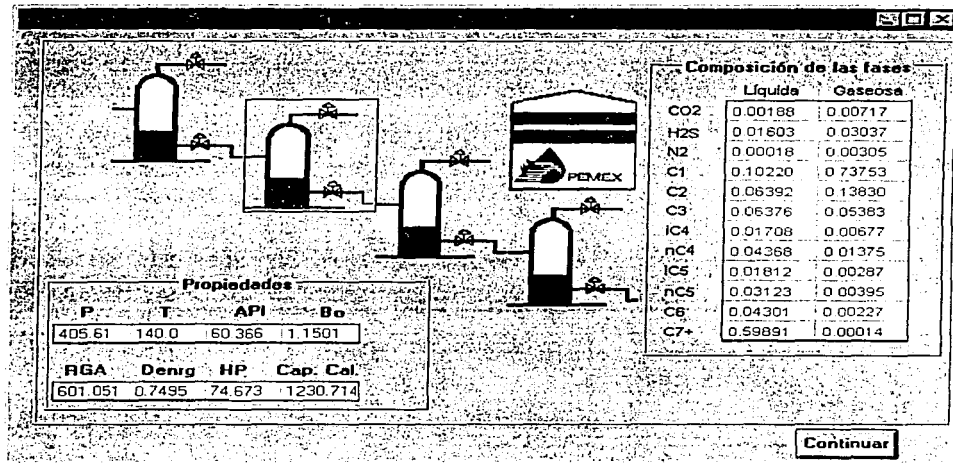 Composición de las fases
Líquida Gaseosa
CO2 0.00188 0.00717
H2S 0.01603 0.03037
N2 0.00018 0.00305
C1 0.10220 0.73753
C2 0.06392 0.13830
C3 0.06376 0.05383
iC4 0.01708 0.00677
nC4 0.04368 0.01375
iC5 0.01812 0.00287
nC5 0.03123 0.00395
C6 0.04301 0.00227
C7+ 0.59891 0.00014
PEMEX
Propiedades
P T API Bo
405.61 140.0 60.366 1.1501
RGA Denrg HP Cap. Cal.
601.051 0.7495 74.673 1230.714
Continuar